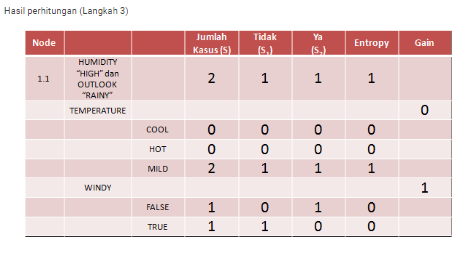 Hasil perhitungan (Langkah 3)
Node Jumlah Kasus (S) Tidak (S,) Ya (S,) Entropy Gain
1.1 HUMIDITY "HIGH" dan OUTLOOK "RAINY" 2 1 1 1
TEMPERATURE 0
COOL 0 0 0 0
HOT 0 0 0 0
MILD 2 1 1 1
WINDY 1
FALSE 1 0 1 0
TRUE 1 1 0 0